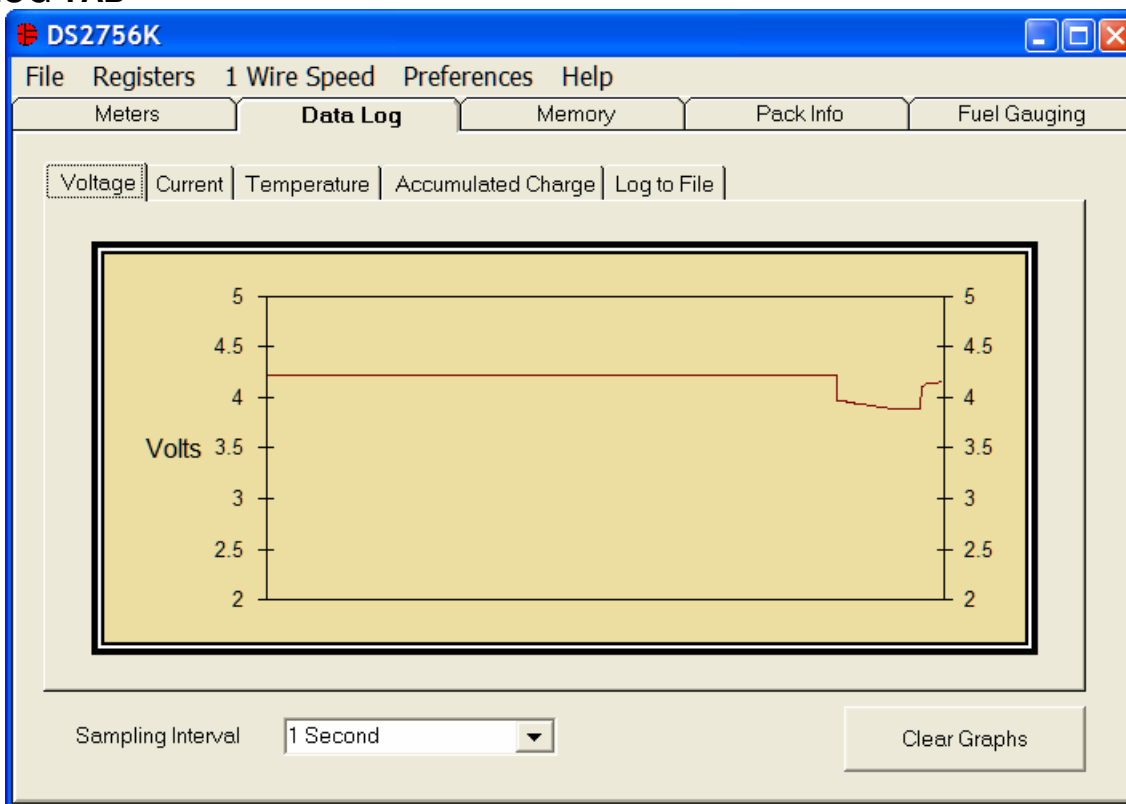 DS2756K
File Registers 1 Wire Speed Preferences Help
Meters Data Log Memory Pack Info Fuel Gauging
Voltage Current Temperature Accumulated Charge Log to File
5 5
4.5 4.5
4 4
Volts 3.5 3.5
3 3
2.5 2.5
2 2
Sampling Interval 1 Second Clear Graphs